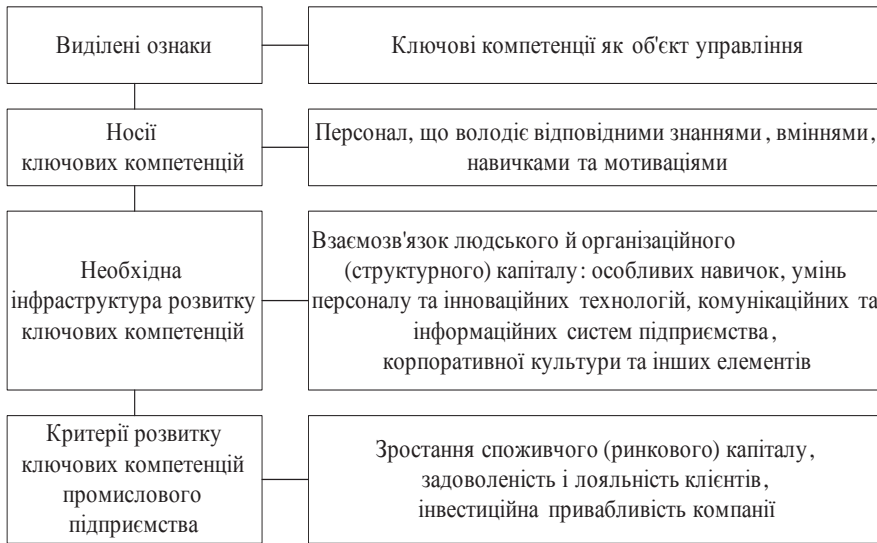 Виділені ознаки
Ключові компетенції як об'єкт управління
Носії
ключових компетенцій
Персонал, що володіє відповідними знаннями, вміннями,
навичками та мотиваціями
Необхідна
інфраструктура розвитку
ключових компетенцій
Взаємозв'язок людського й організаційного
(структурного) капіталу: особливих навичок, умінь
персоналу та інноваційних технологій, комунікаційних та
інформаційних систем підприємства,
корпоративної культури та інших елементів
Критерії розвитку
ключових компетенцій
промислового
підприємства
Зростання споживчого (ринкового) капіталу,
задоволеність і лояльність клієнтів,
інвестиційна привабливість компанії